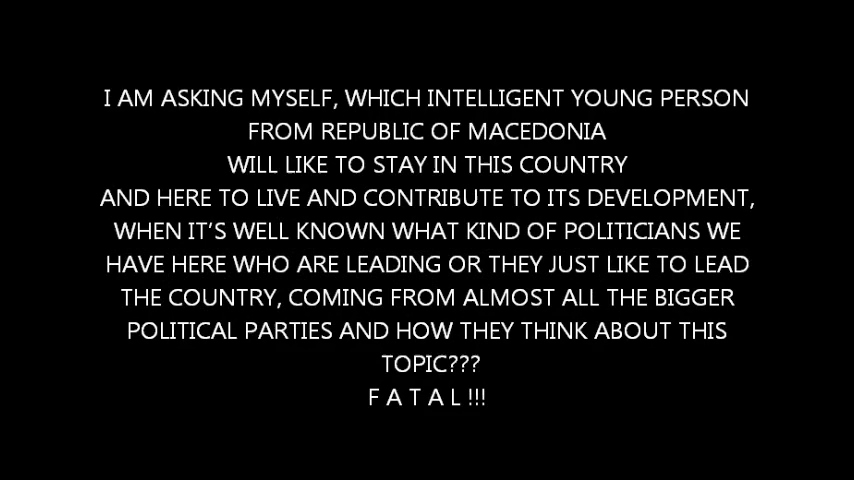 I AM ASKING MYSELF, WHICH INTELLIGENT YOUNG PERSON
FROM REPUBLIC OF MACEDONIA
WILL LIKE TO STAY IN THIS COUNTRY
AND HERE TO LIVE AND CONTRIBUTE TO ITS DEVELOPMENT,
WHEN IT'S WELL KNOWN WHAT KIND OF POLITICIANS WE
HAVE HERE WHO ARE LEADING OR THEY JUST LIKE TO LEAD
THE COUNTRY, COMING FROM ALMOST ALL THE BIGGER
POLITICAL PARTIES AND HOW THEY THINK ABOUT THIS
TOPIC???
F A T A L !!!